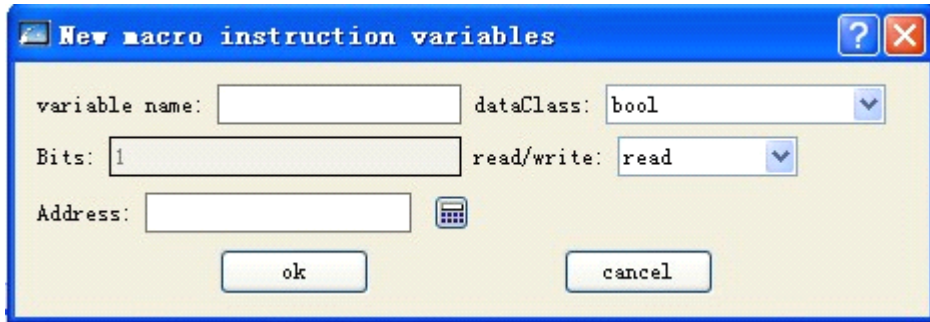 New macro instruction variables
variable name: dataClass: bool
Bits: 1 read/write: read
Address:
ok cancel